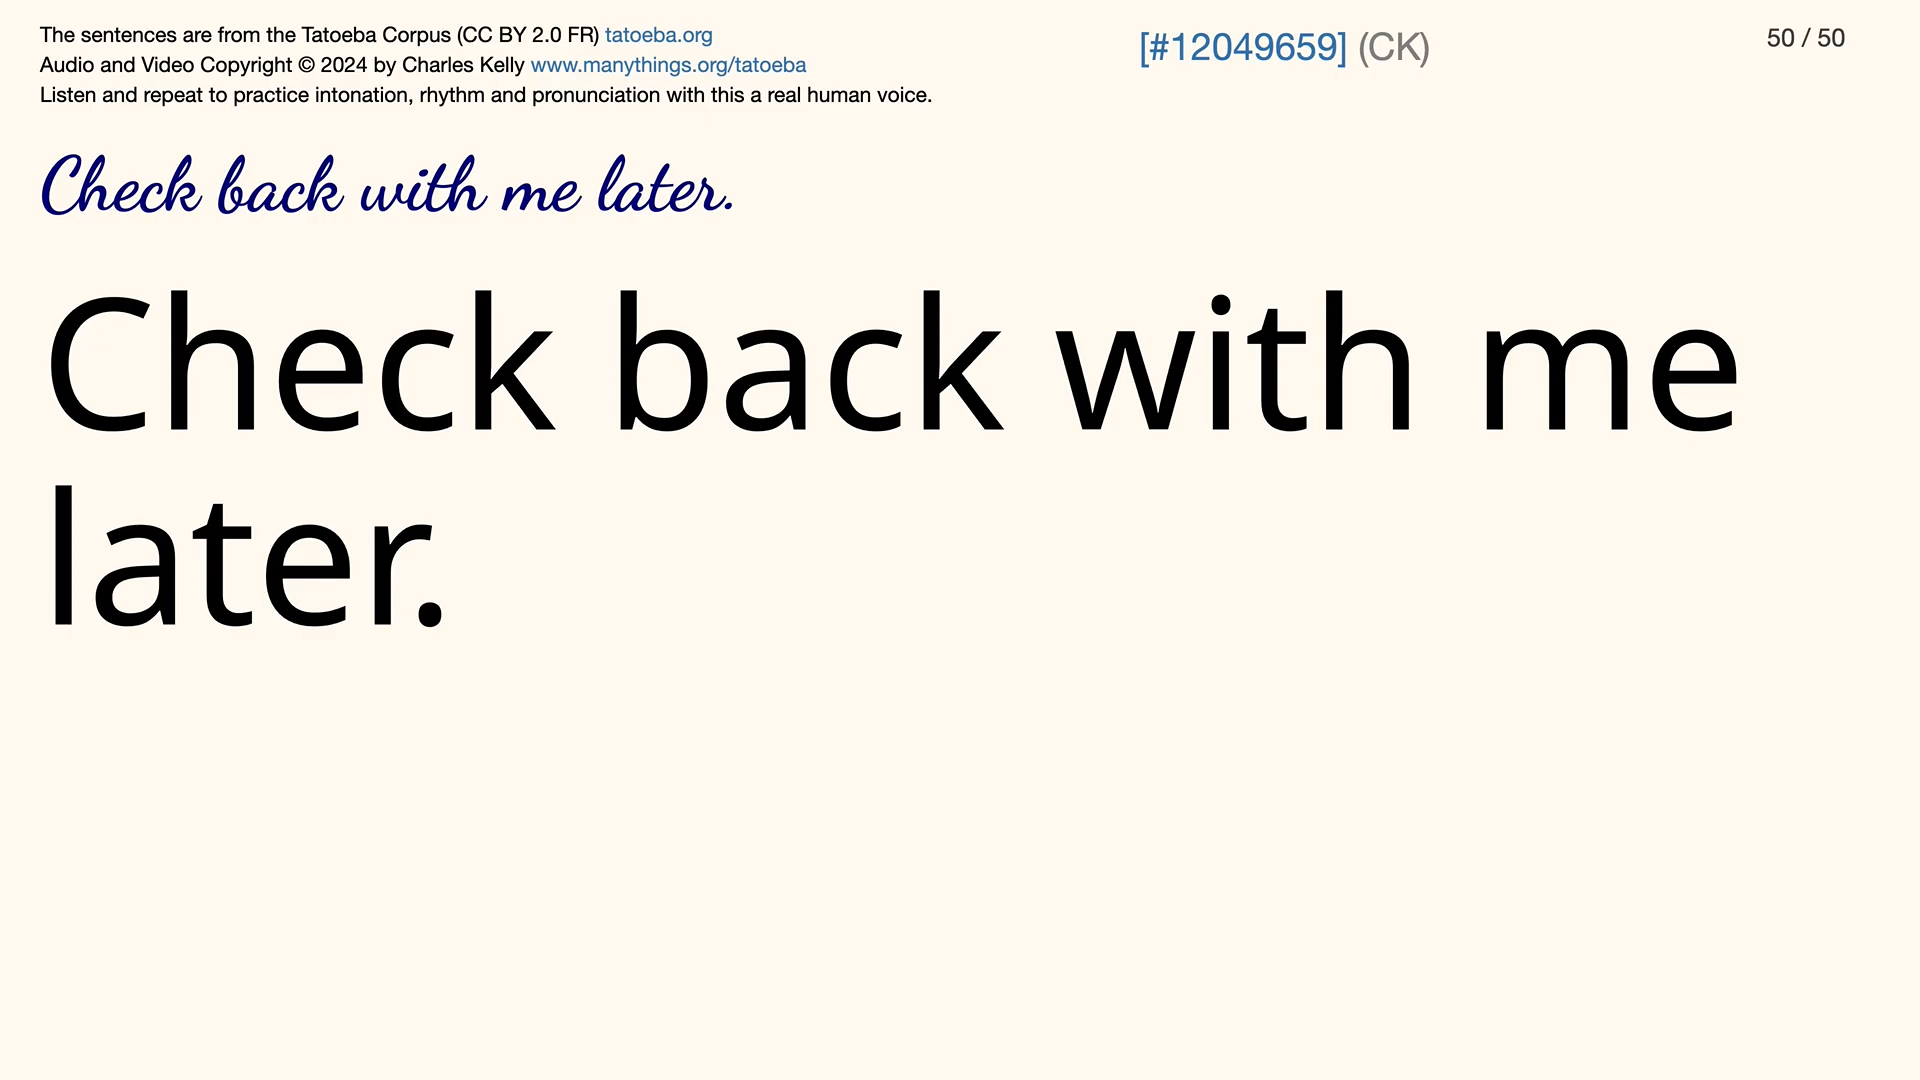 The sentences are from the Tatoeba Corpus (CC BY 2.0 FR) tatoeba.org
Audio and Video Copyright © 2024 by Charles Kelly www.manythings.org/tatoeba
Listen and repeat to practice intonation, rhythm and pronunciation with this a real human voice.
[#12049659] (CK)
50 / 50
Check back with me later.
Check back with me
later.